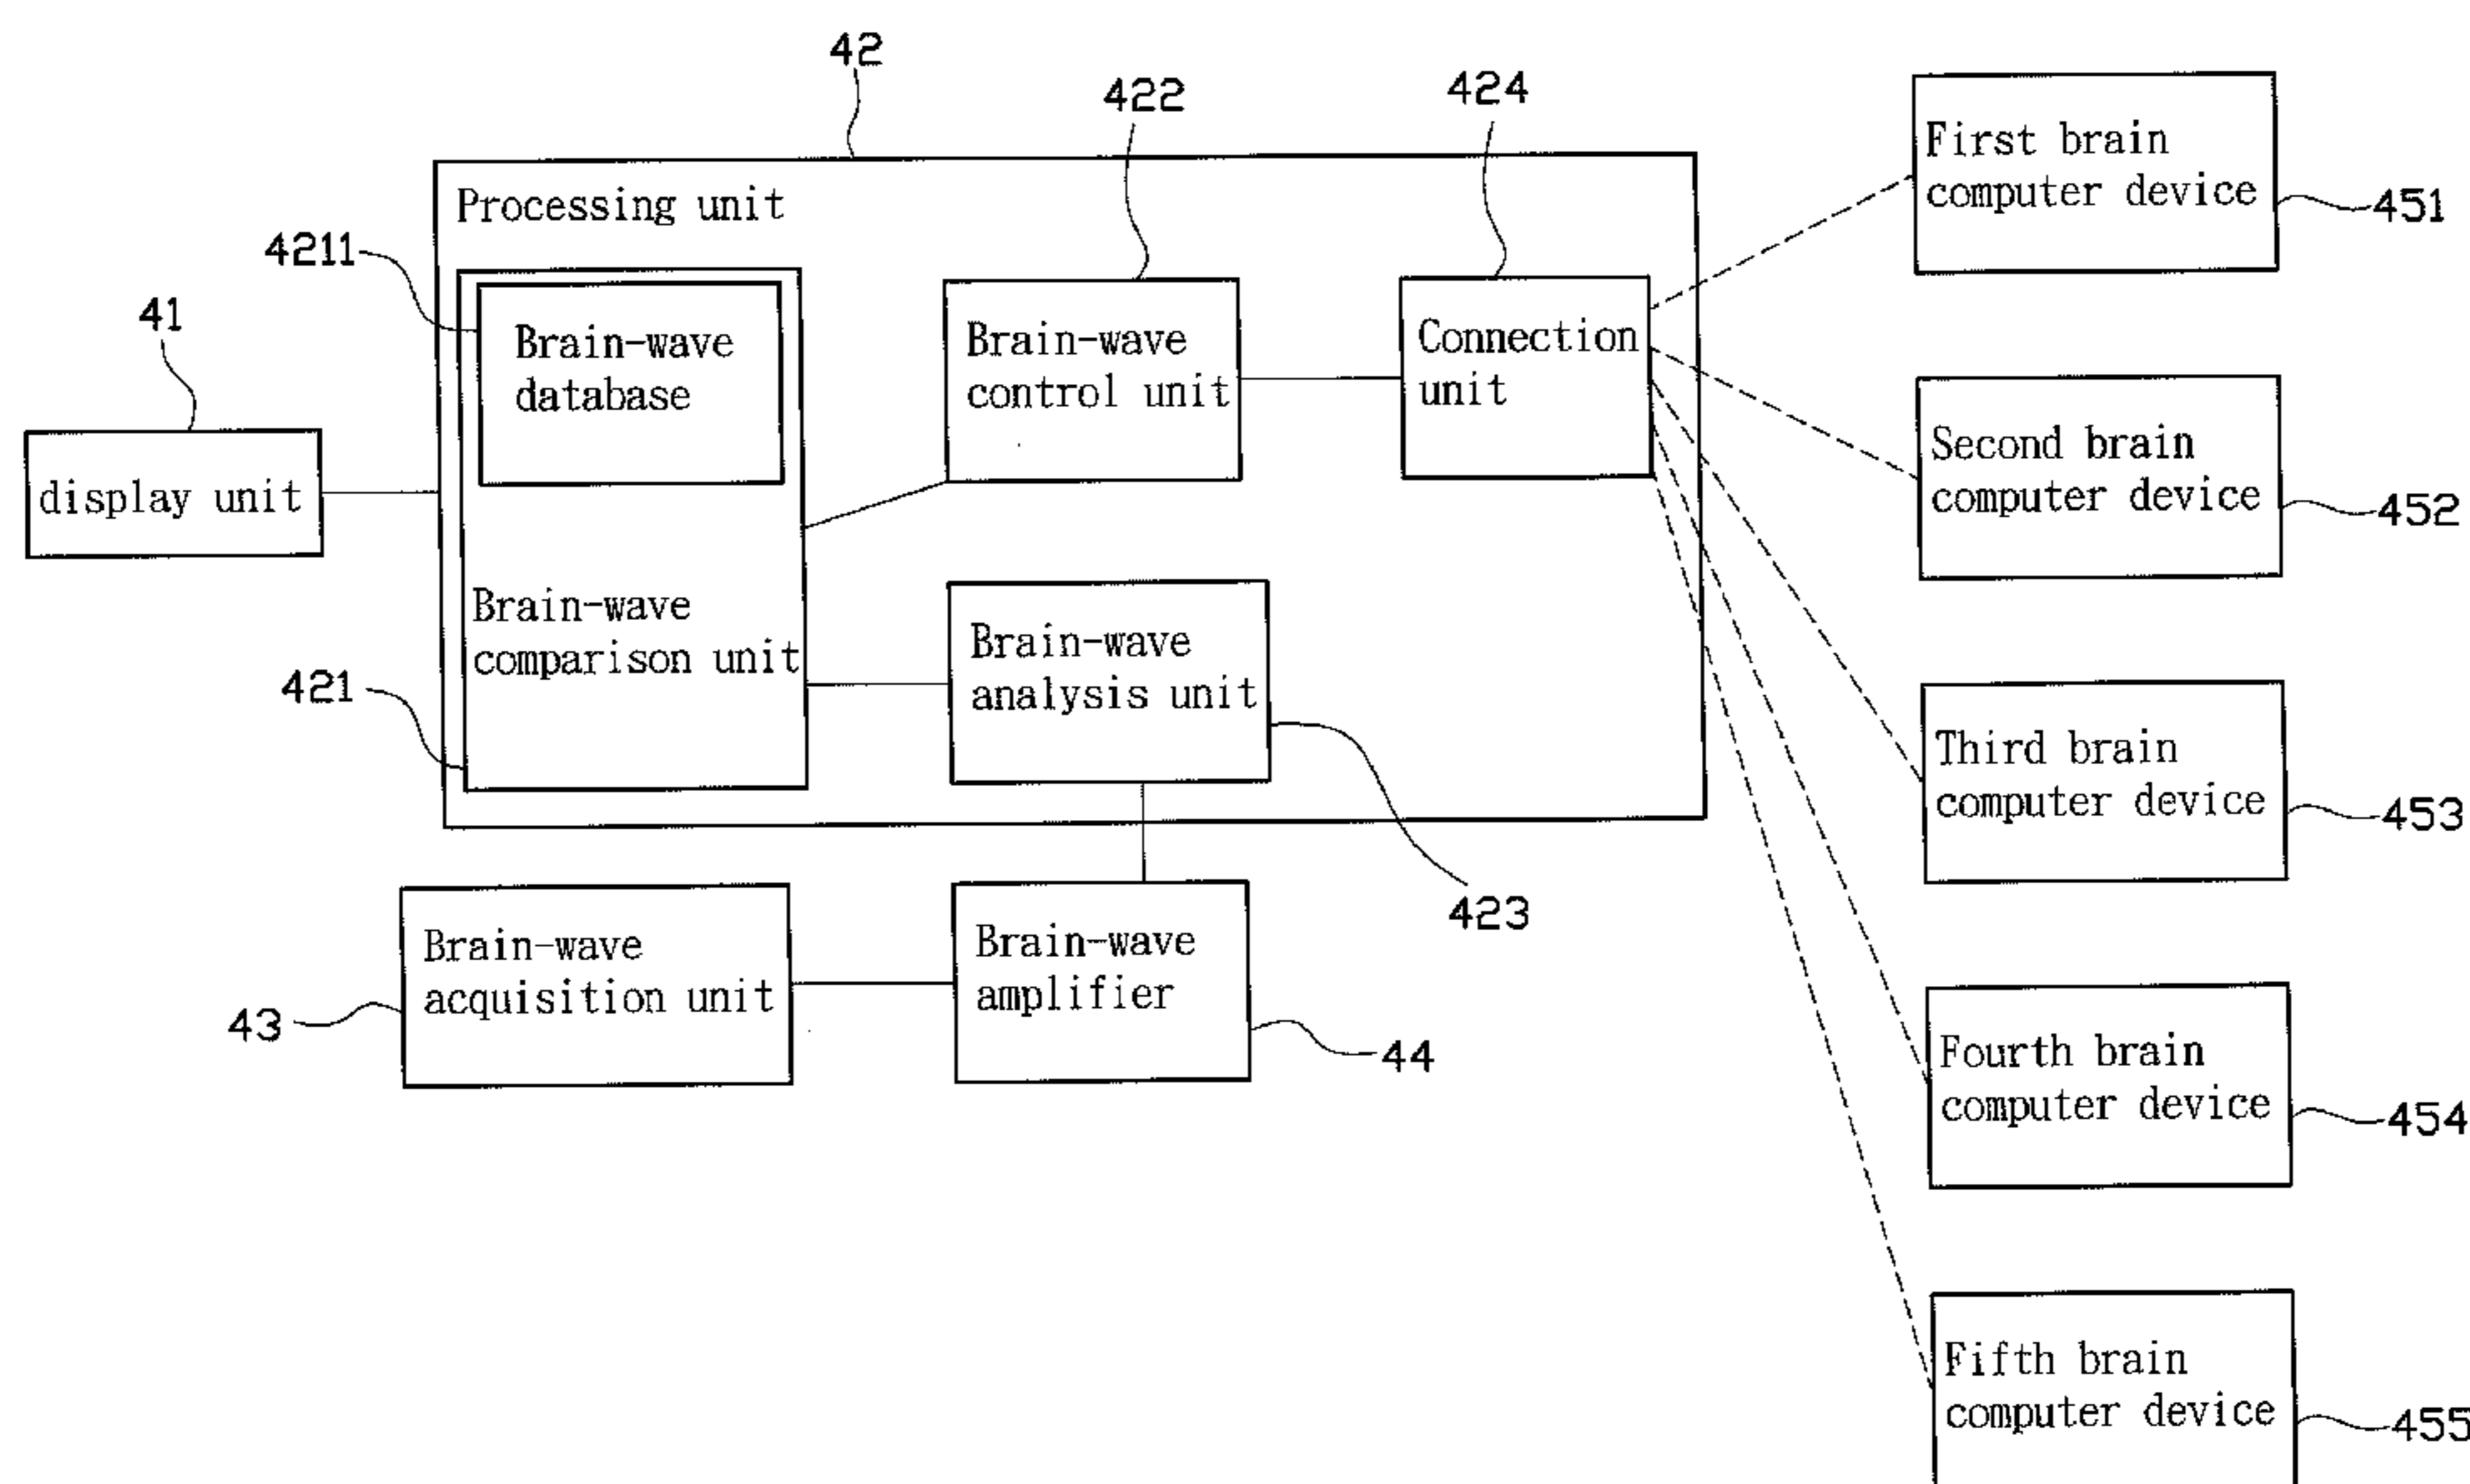 42
422
424
First brain
computer device
451
Processing unit
4211
41
Brain-wave
database
Brain-wave
control unit
Connection
unit
Second brain
computer device
452
display unit
Brain-wave
comparison unit
421
Brain-wave
analysis unit
423
Third brain
computer device
453
Brain-wave
acquisition unit
43
Brain-wave
amplifier
44
Fourth brain
computer device
454
Fifth brain
computer device
455